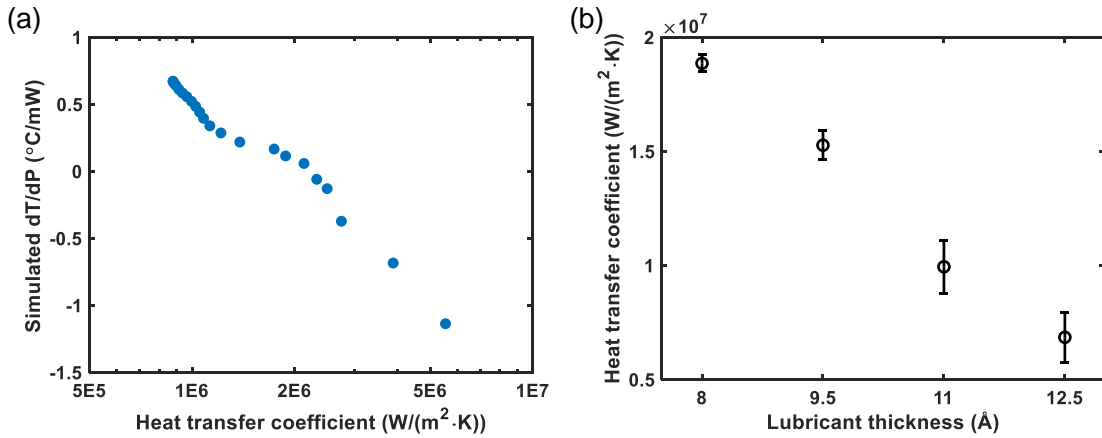 (a)
Simulated dT/dP (°C/mW)
1
0.5
0
-0.5
-1
-1.5
5E5 1E6 2E6 5E6 1E7
Heat transfer coefficient (W/(m²·K))
(b)
×10⁷
Heat transfer coefficient (W/(m²·K))
2
1.5
1
0.5
8 9.5 11 12.5
Lubricant thickness (Å)